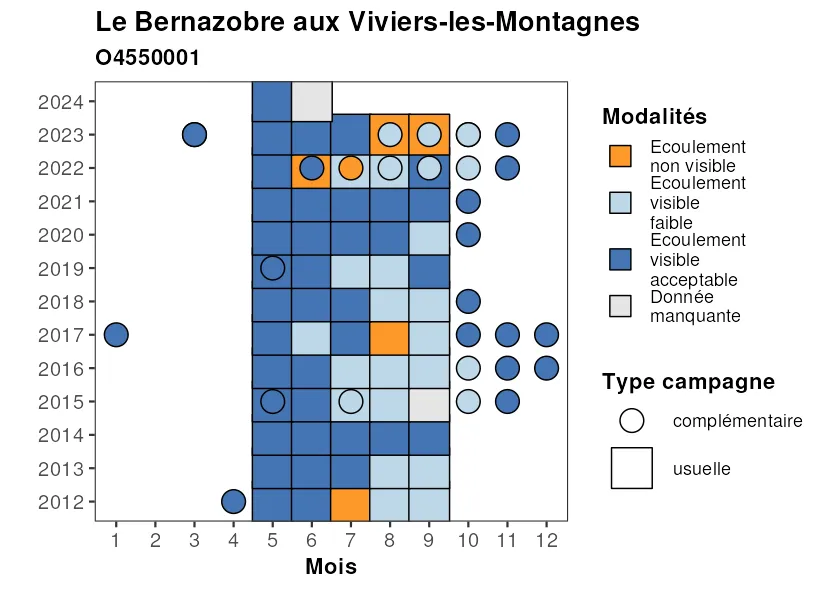 Le Bernazobre aux Viviers-les-Montagnes
O4550001
2024
2023
2022
2021
2020
2019
2018
2017
2016
2015
2014
2013
2012
1 2 3 4 5 6 7 8 9 10 11 12
Mois
Modalités
Ecoulement
non visible
Ecoulement
visible
faible
Ecoulement
visible
acceptable
Donnée
manquante
Type campagne
complémentaire
usuelle